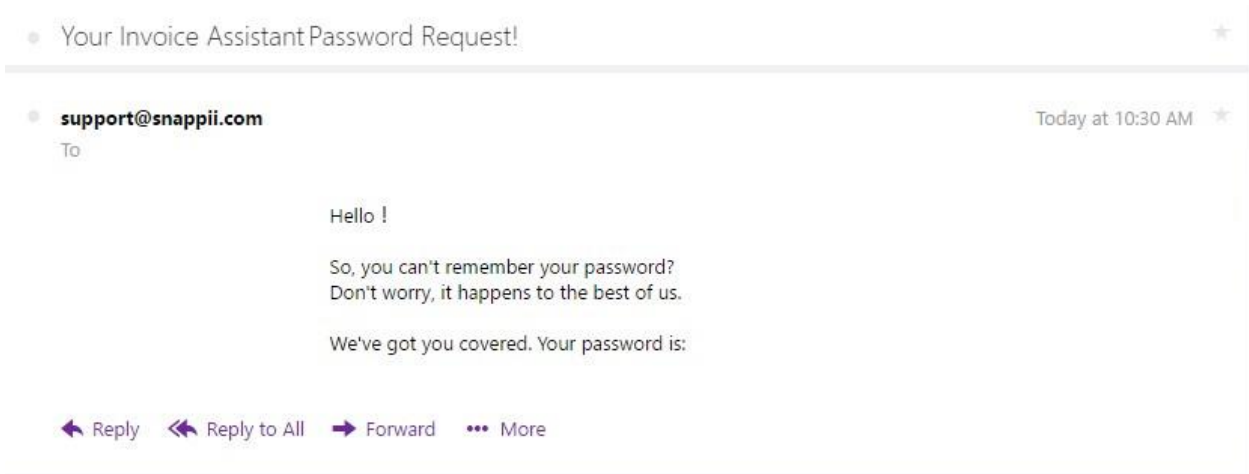 Your Invoice Assistant Password Request!
support@snappii.com Today at 10:30 AM
To
Hello !
So, you can't remember your password?
Don't worry, it happens to the best of us.
We've got you covered. Your password is:
Reply Reply to All Forward More